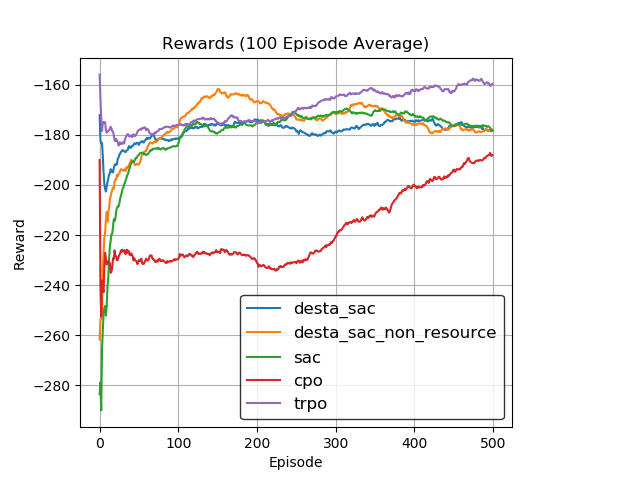 Rewards (100 Episode Average)
Reward
−160
−180
−200
−220
−240
−260
−280
desta_sac
desta_sac_non_resource
sac
cpo
trpo
0 100 200 300 400 500
Episode